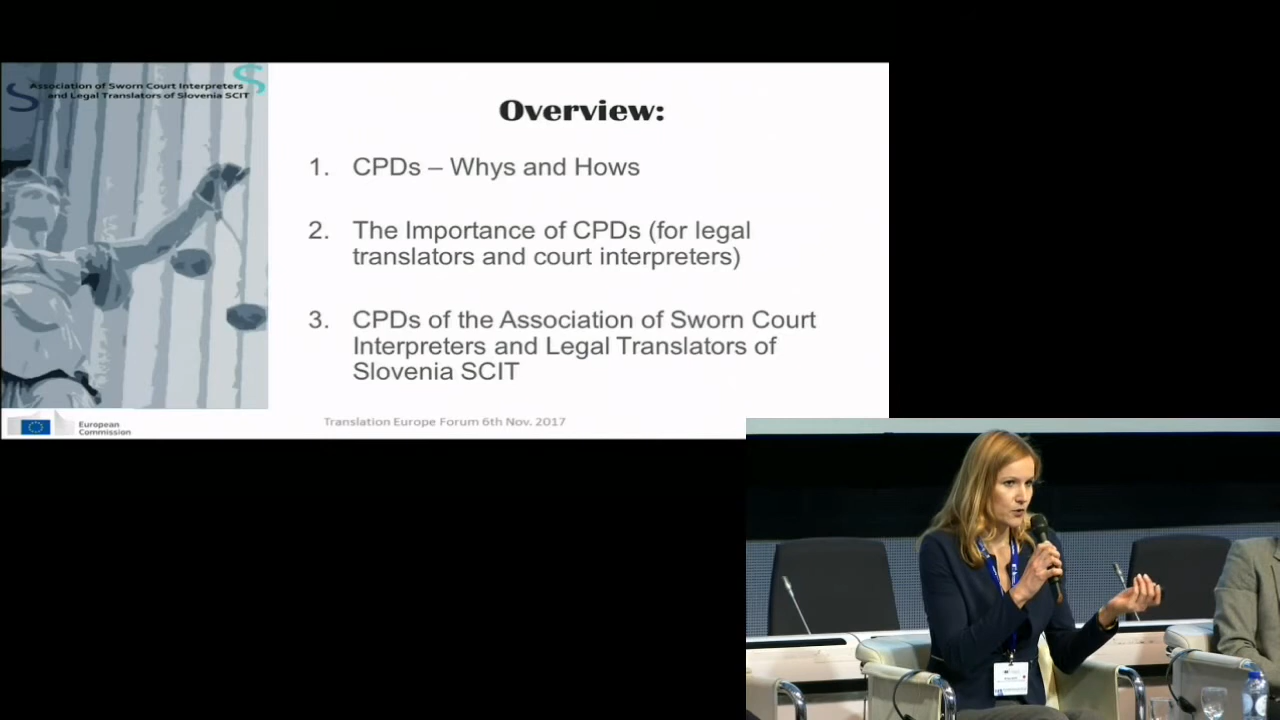 Association of Sworn Court Interpreters
and Legal Translators of Slovenia SCIT
Overview:
1. CPDs – Whys and Hows
2. The Importance of CPDs (for legal
translators and court interpreters)
3. CPDs of the Association of Sworn Court
Interpreters and Legal Translators of
Slovenia SCIT
European
Commission
Translation Europe Forum 6th Nov. 2017